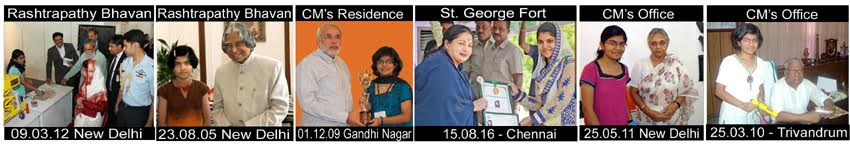 Rashtrapathy Bhavan
09.03.12 New Delhi
Rashtrapathy Bhavan
23.08.05 New Delhi
CM's Residence
01.12.09 Gandhi Nagar
St. George Fort
15.08.16 - Chennai
CM's Office
25.05.11 New Delhi
CM's Office
25.03.10 - Trivandrum